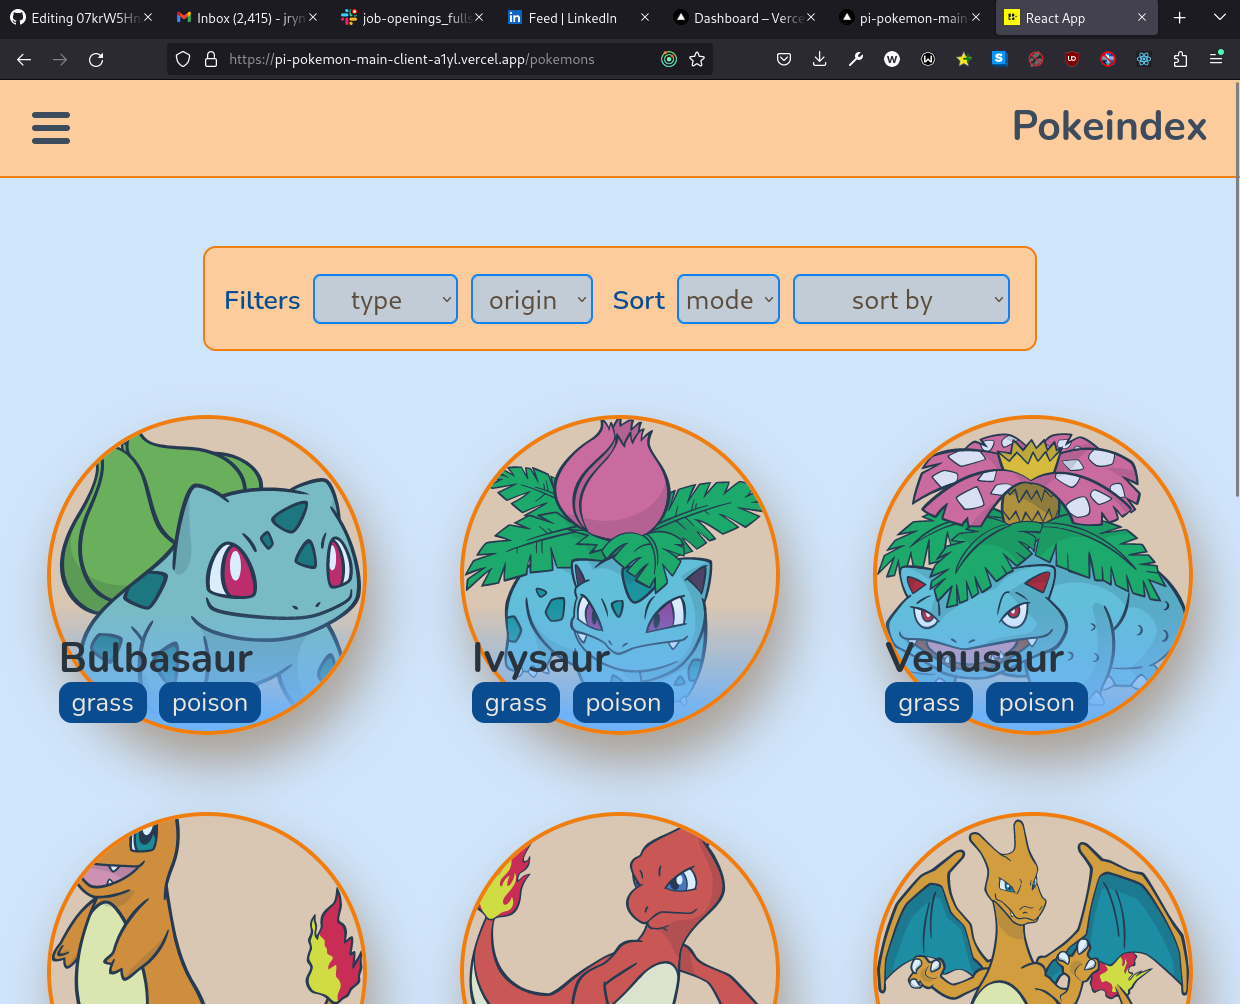 Editing 07krW5Hn
Inbox (2,415) - jryn
job-openings_fulls
Feed | LinkedIn
Dashboard – Verce
pi-pokemon-main
React App
https://pi-pokemon-main-client-a1yl.vercel.app/pokemons
Pokeindex
Filters type origin Sort mode sort by
Bulbasaur
grass poison
Ivysaur
grass poison
Venusaur
grass poison